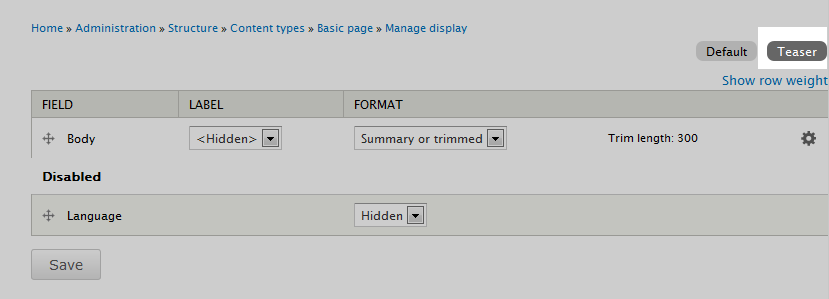 Home » Administration » Structure » Content types » Basic page » Manage display
Default Teaser
Show row weight
FIELD LABEL FORMAT
Body <Hidden> Summary or trimmed Trim length: 300
Disabled
Language Hidden
Save